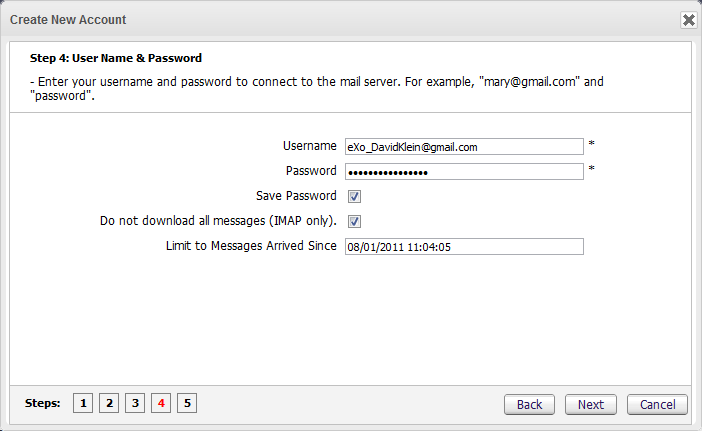 Create New Account
Step 4: User Name & Password
- Enter your username and password to connect to the mail server. For example, "mary@gmail.com" and
"password".
Username eXo_DavidKlein@gmail.com *
Password •••••••••••••••• *
Save Password
Do not download all messages (IMAP only).
Limit to Messages Arrived Since 08/01/2011 11:04:05
Steps: 1 2 3 4 5 Back Next Cancel